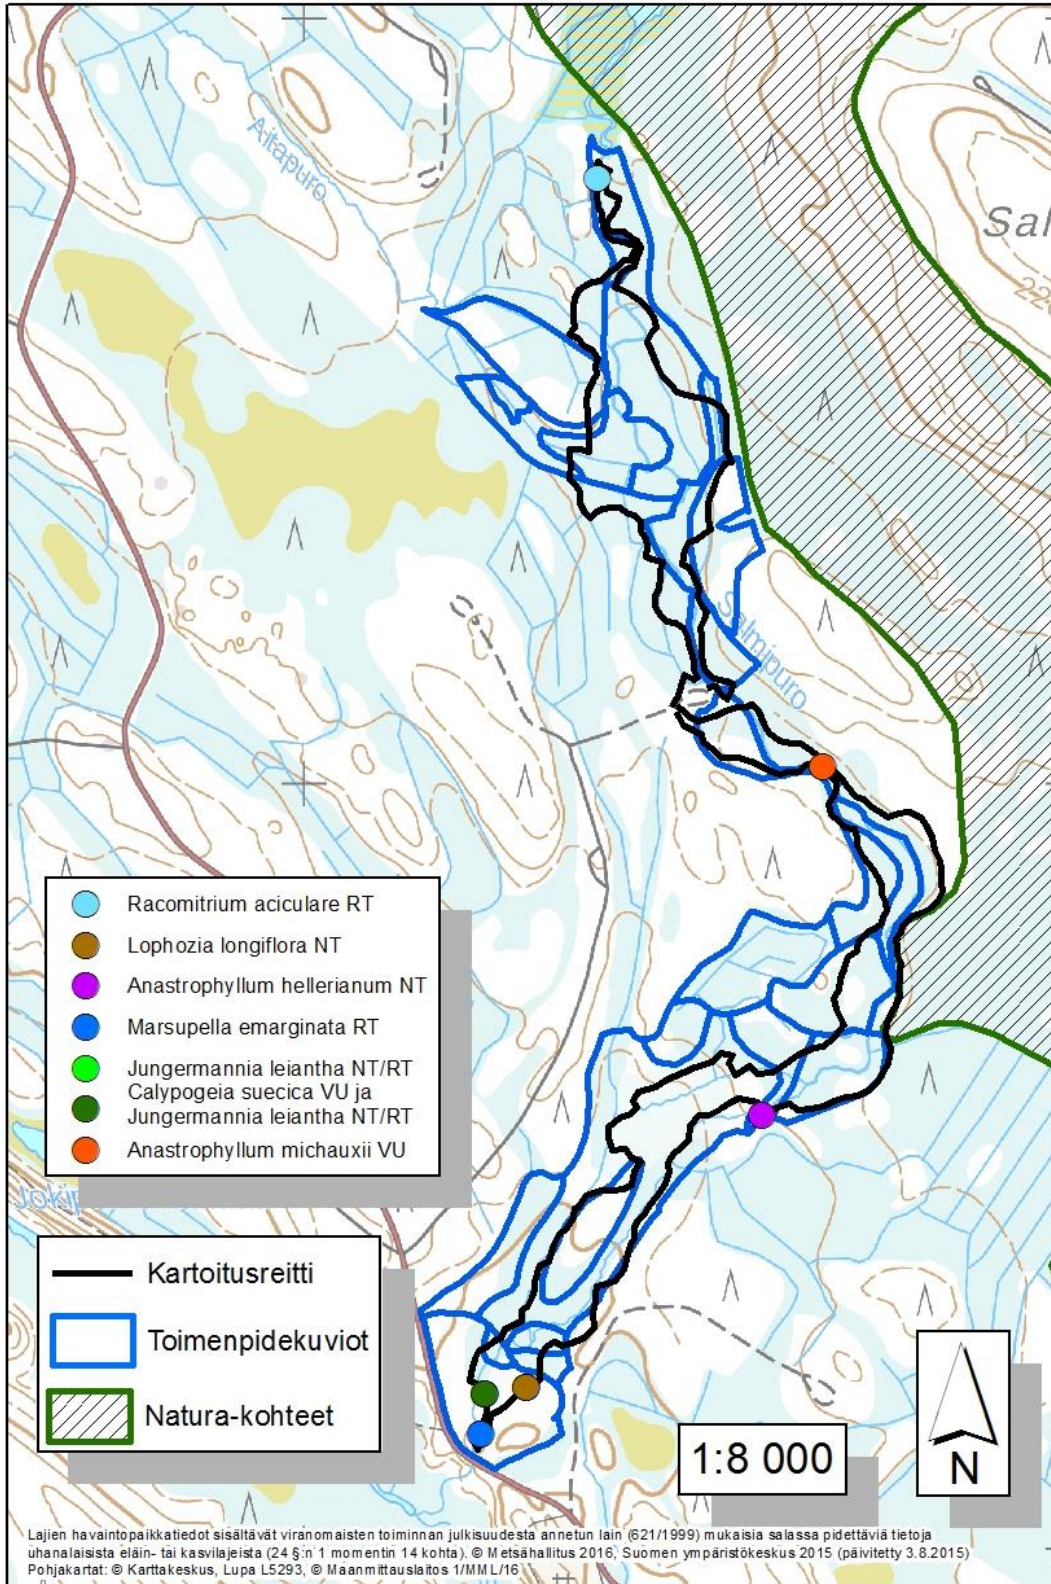 Aitapuro
Sal
22
Salmipuro
Racomitrium aciculare RT
Lophozia longiflora NT
Anastrophyllum hellerianum NT
Marsupella emarginata RT
Jungermannia leiantha NT/RT
Calypogeia suecica VU ja
Jungermannia leiantha NT/RT
Anastrophyllum michauxii VU
Kartoitusreitti
Toimenpidekuviot
Natura-kohteet
1:8 000
N
Lajien havaintopaikkatiedot sisältävät viranomaisten toiminnan julkisuudesta annetun lain (621/1999) mukaisia salassa pidettäviä tietoja
uhanalaisista eläin- tai kasvilajeista (24 §:n 1 momentin 14 kohta). © Metsähallitus 2016, Suomen ympäristökeskus 2015 (päivitetty 3.8.2015)
Pohjakartat: © Karttakeskus, Lupa L5293, © Maanmittauslaitos 1/MML/16